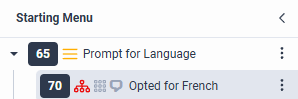 Starting Menu
65 Prompt for Language
70 Opted for French